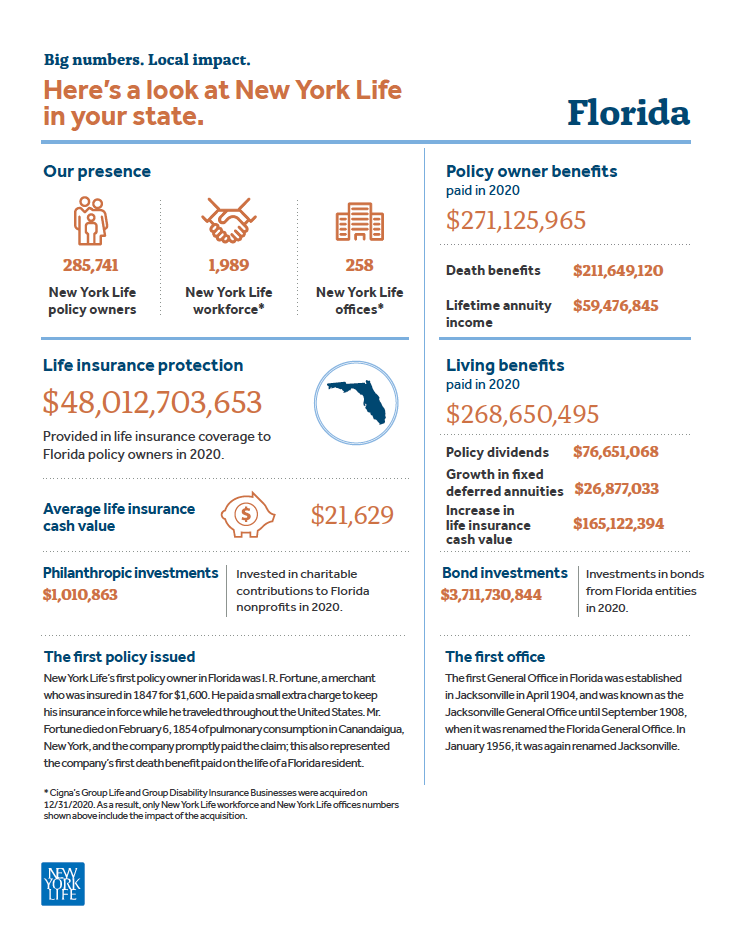 Big numbers. Local impact.
Here's a look at New York Life
in your state.
Florida
Our presence
285,741
New York Life
policy owners
1,989
New York Life
workforce*
258
New York Life
offices*
Policy owner benefits
paid in 2020
$271,125,965
Death benefits $211,649,120
Lifetime annuity $59,476,845
income
Life insurance protection
$48,012,703,653
Provided in life insurance coverage to
Florida policy owners in 2020.
Average life insurance
cash value
$
$21,629
Living benefits
paid in 2020
$268,650,495
Policy dividends $76,651,068
Growth in fixed
deferred annuities $26,877,033
Increase in
life insurance $165,122,394
cash value
Philanthropic investments
$1,010,863
Invested in charitable
contributions to Florida
nonprofits in 2020.
Bond investments
$3,711,730,844
Investments in bonds
from Florida entities
in 2020.
The first policy issued
New York Life's first policy owner in Florida was I. R. Fortune, a merchant
who was insured in 1847 for $1,600. He paid a small extra charge to keep
his insurance in force while he traveled throughout the United States. Mr.
Fortune died on February 6, 1854 of pulmonary consumption in Canandaigua,
New York, and the company promptly paid the claim; this also represented
the company's first death benefit paid on the life of a Florida resident.
The first office
The first General Office in Florida was established
in Jacksonville in April 1904, and was known as the
Jacksonville General Office until September 1908,
when it was renamed the Florida General Office. In
January 1956, it was again renamed Jacksonville.
* Cigna's Group Life and Group Disability Insurance Businesses were acquired on
12/31/2020. As a result, only New York Life workforce and New York Life offices numbers
shown above include the impact of the acquisition.
NEW
YORK
LIFE